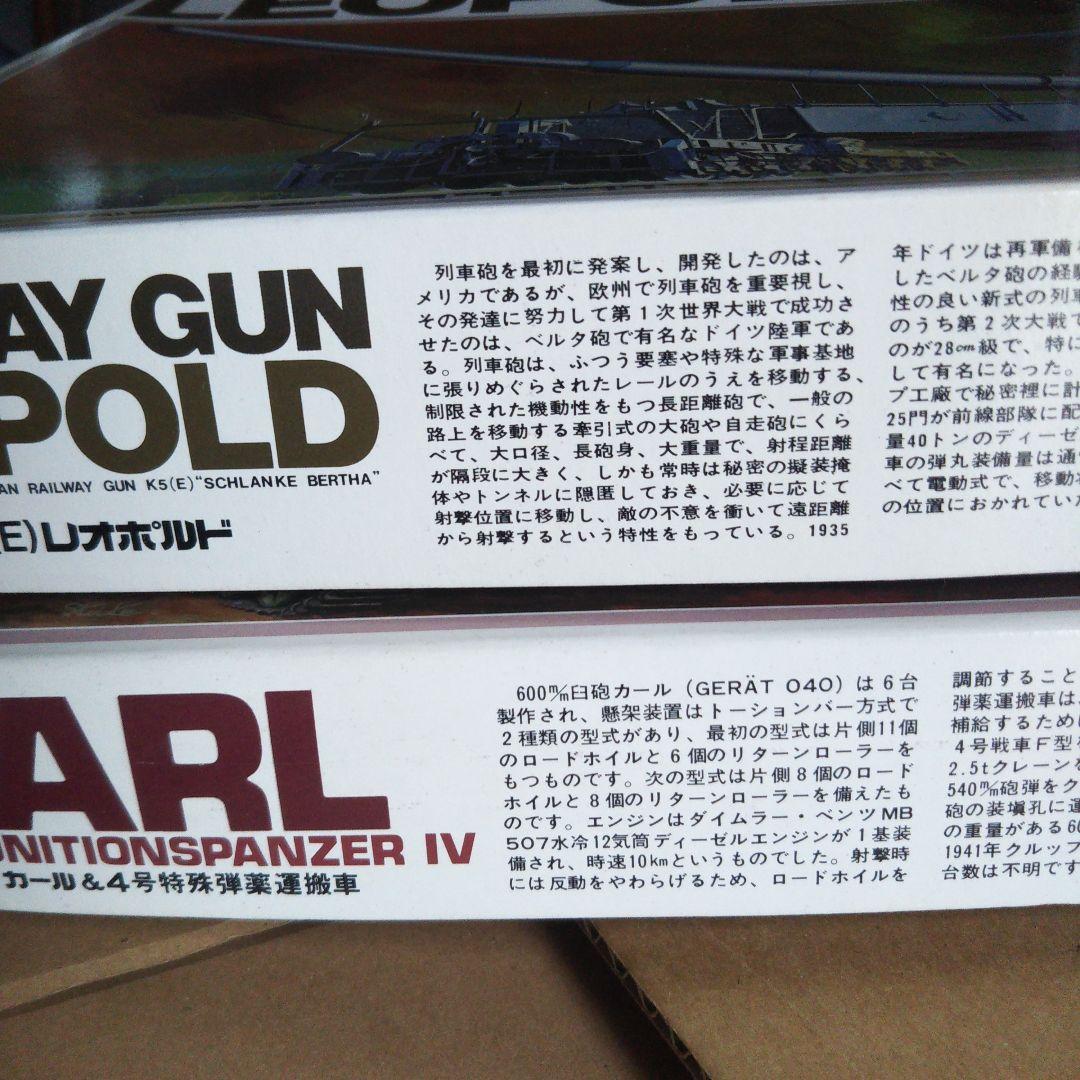 LEOPO
AY GUN
POLD
AN RAILWAY GUN K5(E)"SCHLANKE BERTHA"
(E)レオポルド
列車砲を最初に発案し、開発したのは、ア
メリカであるが、欧州で列車砲を重要視し、
その発達に努力して第1次世界大戦で成功さ
せたのは、ベルタ砲で有名なドイツ陸軍であ
る。列車砲は、ふつう要塞や特殊な軍事基地
に張りめぐらされたレールのうえを移動する、
制限された機動性をもつ長距離砲で、一般の
路上を移動する牽引式の大砲や自走砲にくら
べて、大口径、長砲身、大重量で、射程距離
が隔段に大きく、しかも常時は秘密の擬装掩
体やトンネルに隠匿しておき、必要に応じて
射撃位置に移動し、敵の不意を衝いて遠距離
から射撃するという特性をもっている。1935
年ドイツは再軍備
したベルタ砲の経験
性の良い新式の列車
のうち第2次大戦で
のが28cm級で、特に
して有名になった。
プ工廠で秘密裡に計
25門が前線部隊に配
量40トンのディーゼ
車の弾丸装備量は通
べて電動式で、移動
の位置におかれていた
ARL
UNITIONSPANZER IV
カール&4号特殊弾薬運搬車
600m/m臼砲カール (GERÄT 040) は6台
製作され、懸架装置はトーションバー方式で
2種類の型式があり、最初の型式は片側11個
のロードホイルと6個のリターンローラーを
もつものです。次の型式は片側8個のロード
ホイルと8個のリターンローラーを備えたも
のです。エンジンはダイムラー・ベンツMB
507水冷12気筒ディーゼルエンジンが1基装
備され、時速10kmというものでした。射撃時
には反動をやわらげるため、ロードホイルを
調節すること
弾薬運搬車は
補給するために
4号戦車F型を
2.5tクレーンを
540m/m砲弾をク
砲の装塡孔に運
の重量がある60
1941年クルップ
台数は不明です